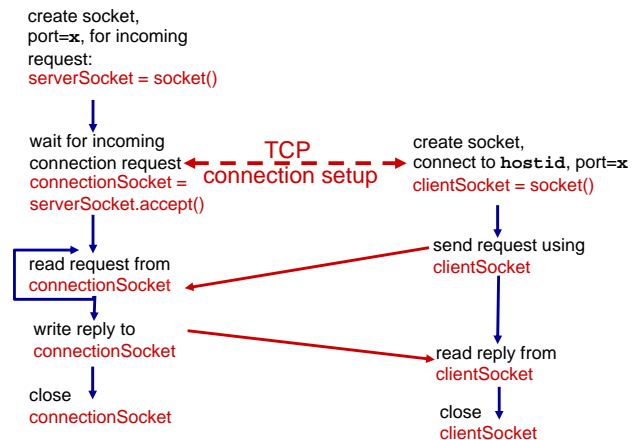 create socket,
port=x, for incoming
request:
serverSocket = socket()
wait for incoming
connection request
connectionSocket =
serverSocket.accept()
TCP
connection setup
create socket,
connect to hostid, port=x
clientSocket = socket()
read request from
connectionSocket
send request using
clientSocket
write reply to
connectionSocket
read reply from
clientSocket
close
connectionSocket
close
clientSocket